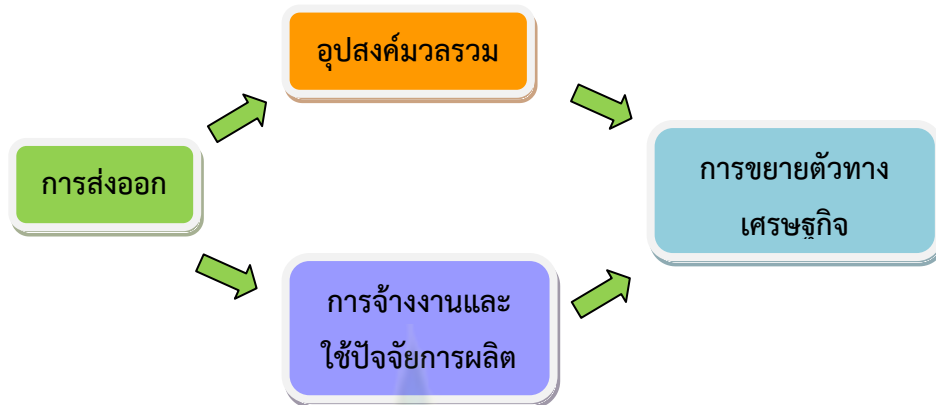 อุปสงค์มวลรวม
การส่งออก
การขยายตัวทาง
เศรษฐกิจ
การจ้างงานและ
ใช้ปัจจัยการผลิต